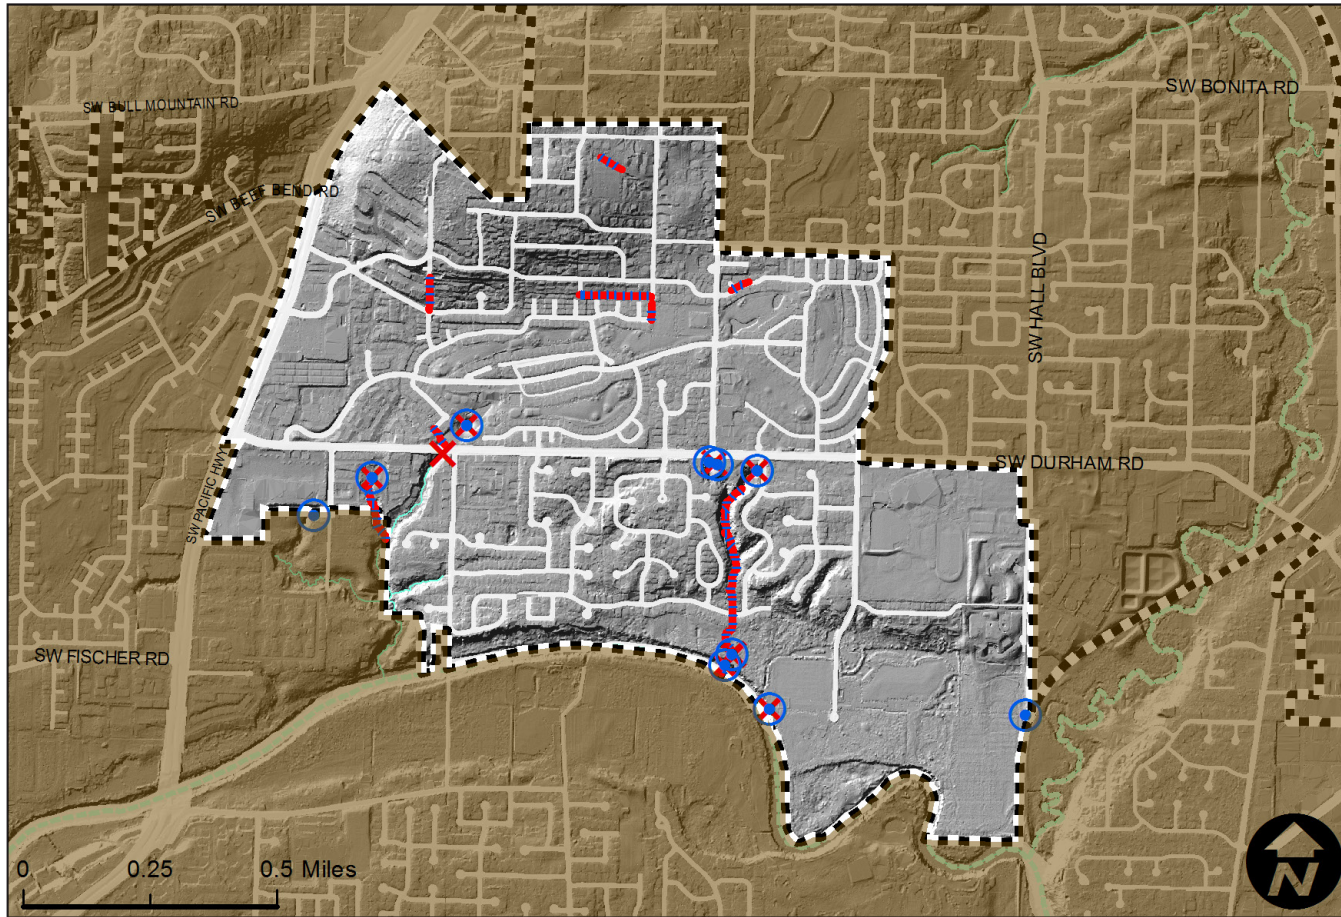 SW BONITA RD
SW BULL MOUNTAIN RD
SW BEEF BEND RD
SW HALL BLVD
SW DURHAM RD
SW PACIFIC HWY
SW FISCHER RD
0 0.25 0.5 Miles
N